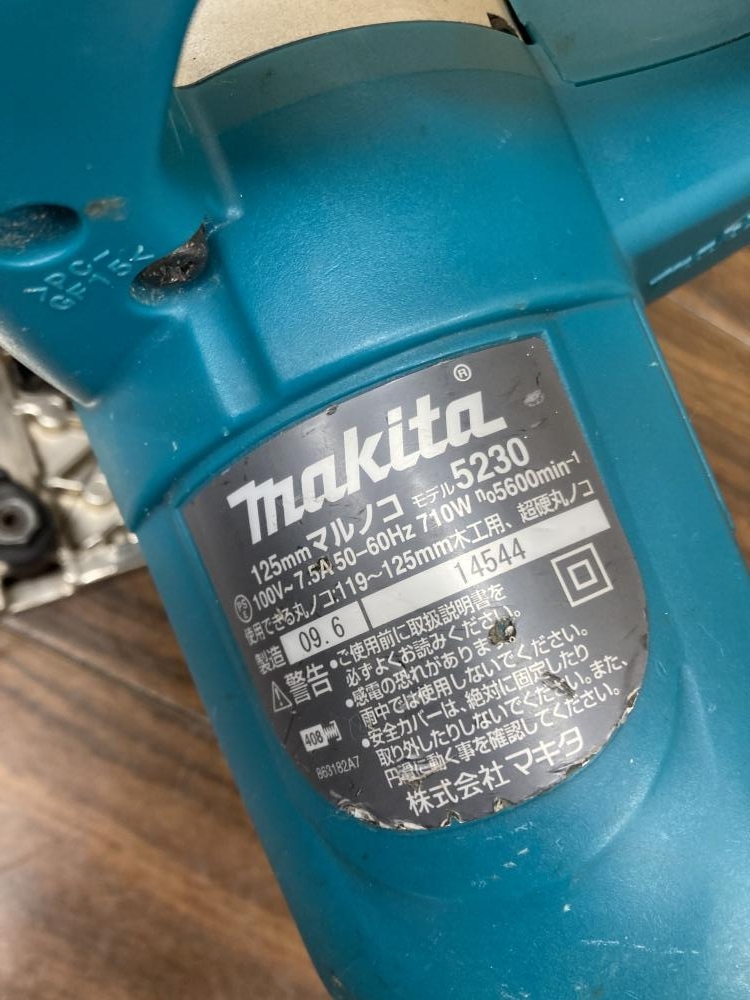 >PC-
GF15<
makita®
125mmマルノコ モデル5230
100V~7.5A 50-60Hz 710W n05600min-1
使用できる丸ノコ:119~125mm木工用、超硬丸ノコ
製造 09.6 14544
警告 •ご使用前に取扱説明書を
必ずよくお読みください。
•感電の恐れがあります。
雨中では使用しないでください。
•安全カバーは、絶対に固定したり
取り外したりしないでください。また、
円滑に動く事を確認してください。
408
863182A7
株式会社マキタ